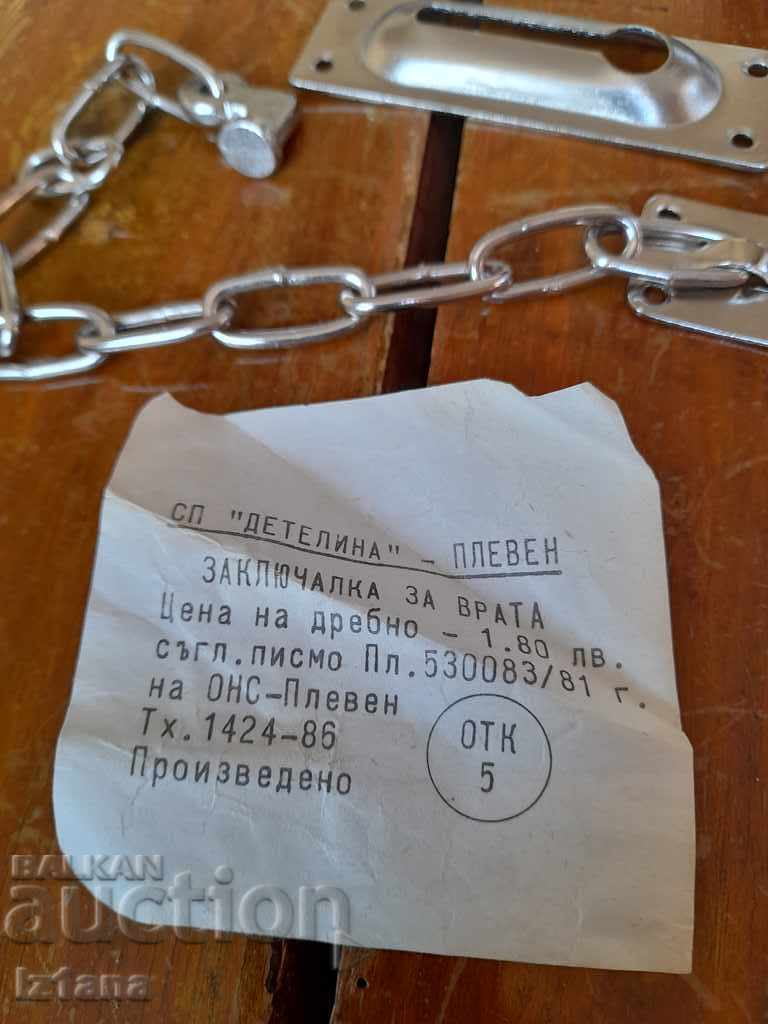 СП "ДЕТЕЛИНА" - ПЛЕВЕН
ЗАКЛЮЧАЛКА ЗА ВРАТА
Цена на дребно - 1.80 лв.
съгл.писмо Пл.530083/81 г.
на ОНС-Плевен
Тх.1424-86
Произведено
ОТК
5
BALKAN
auction
Iz1ana